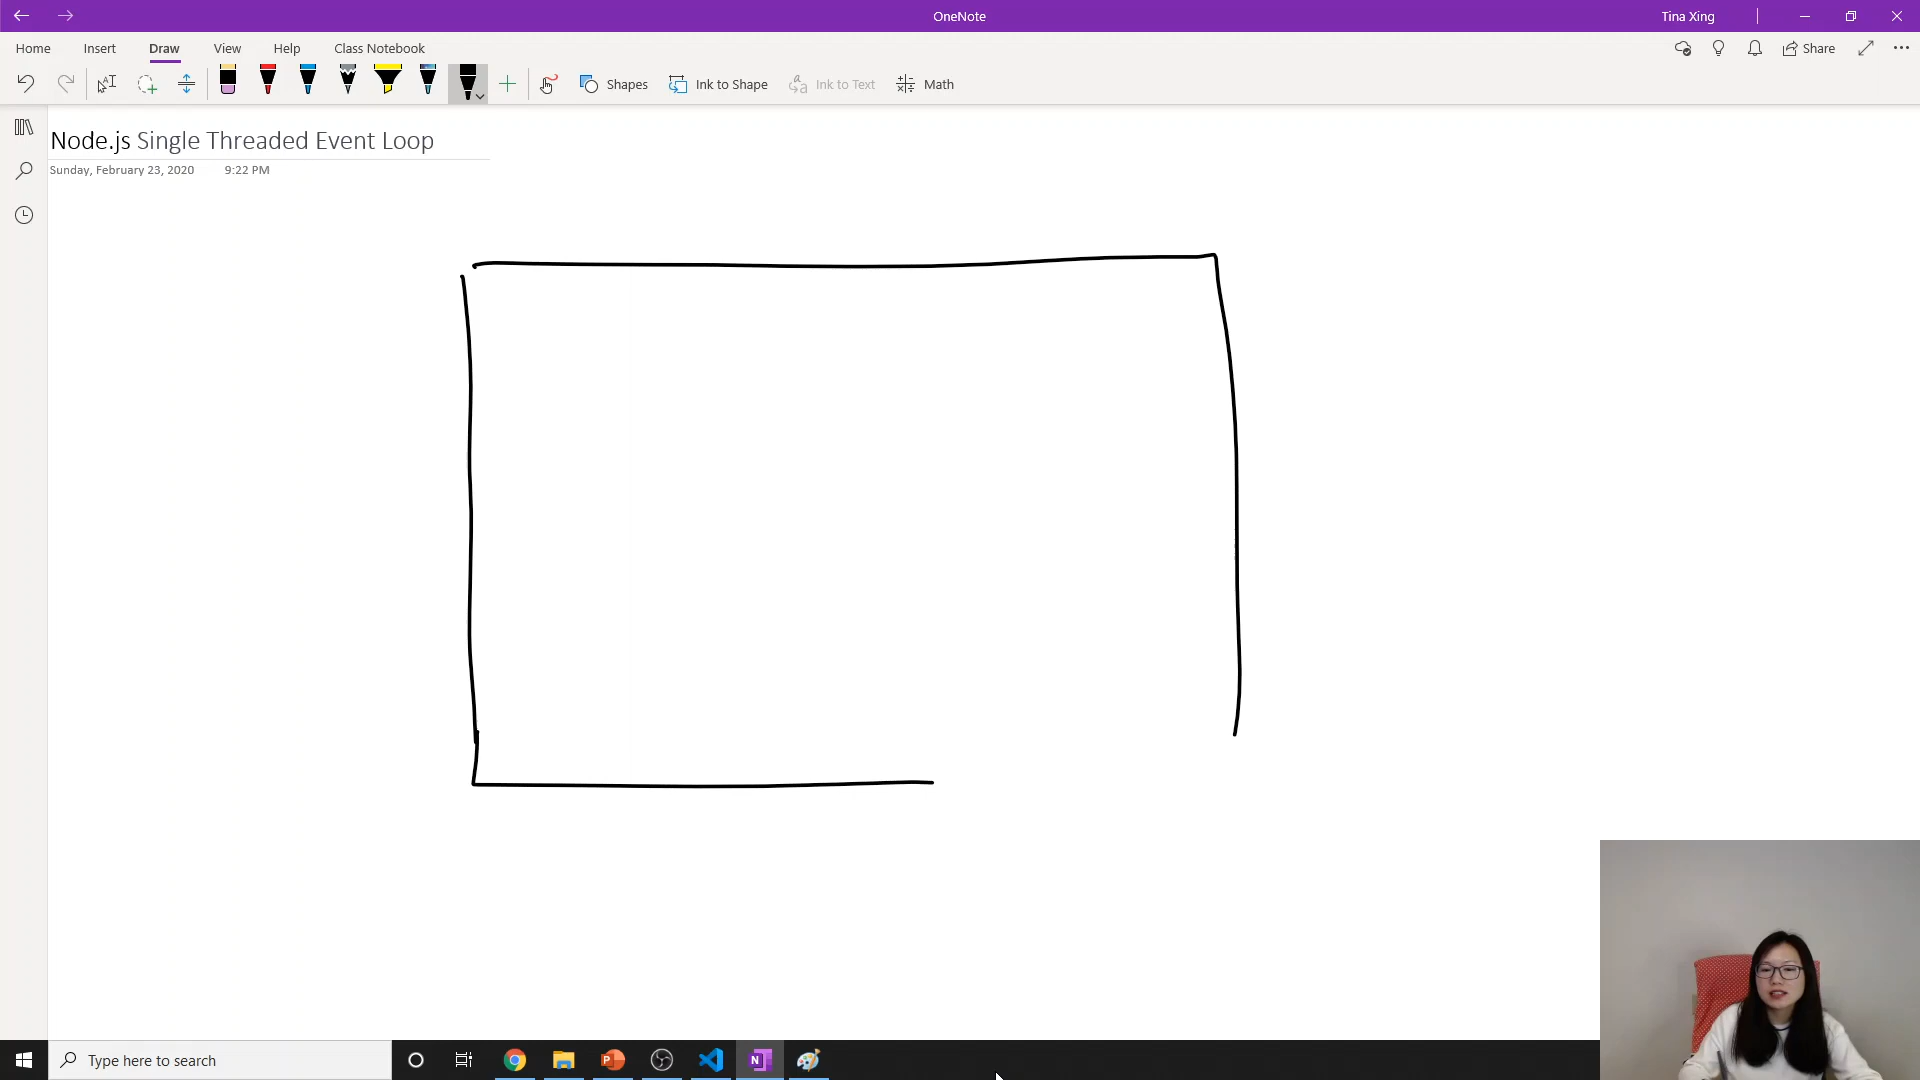 OneNote
Tina Xing
Home Insert Draw View Help Class Notebook
Share
Shapes
Ink to Shape
Ink to Text
Math
Node.js Single Threaded Event Loop
Sunday, February 23, 2020 9:22 PM
Type here to search